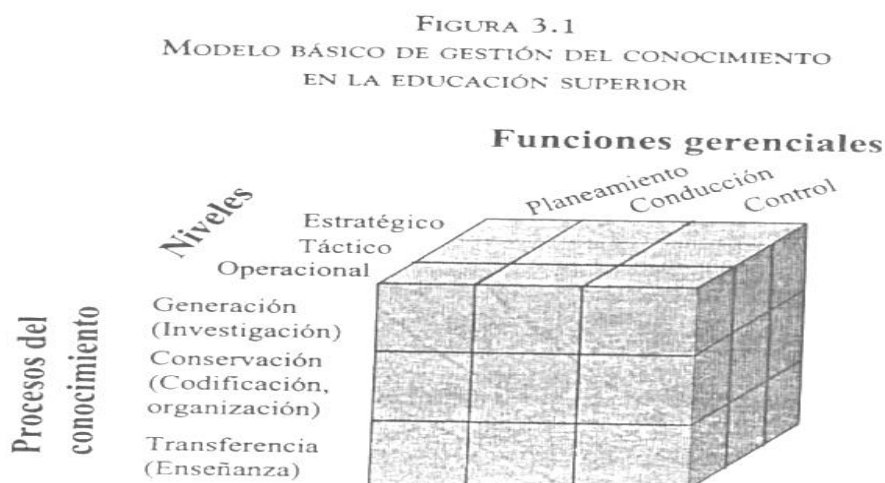 FIGURA 3.1
MODELO BÁSICO DE GESTIÓN DEL CONOCIMIENTO
EN LA EDUCACIÓN SUPERIOR
Funciones gerenciales
Planeamiento
Conducción
Control
Niveles
Estratégico
Táctico
Operacional
Procesos del
conocimiento
Generación
(Investigación)
Conservación
(Codificación,
organización)
Transferencia
(Enseñanza)